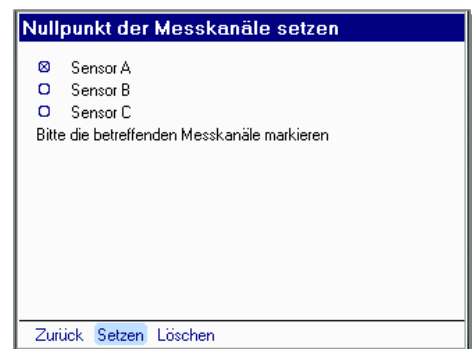 Nullpunkt der Messkanäle setzen
Sensor A
Sensor B
Sensor C
Bitte die betreffenden Messkanäle markieren
Zurück Setzen Löschen